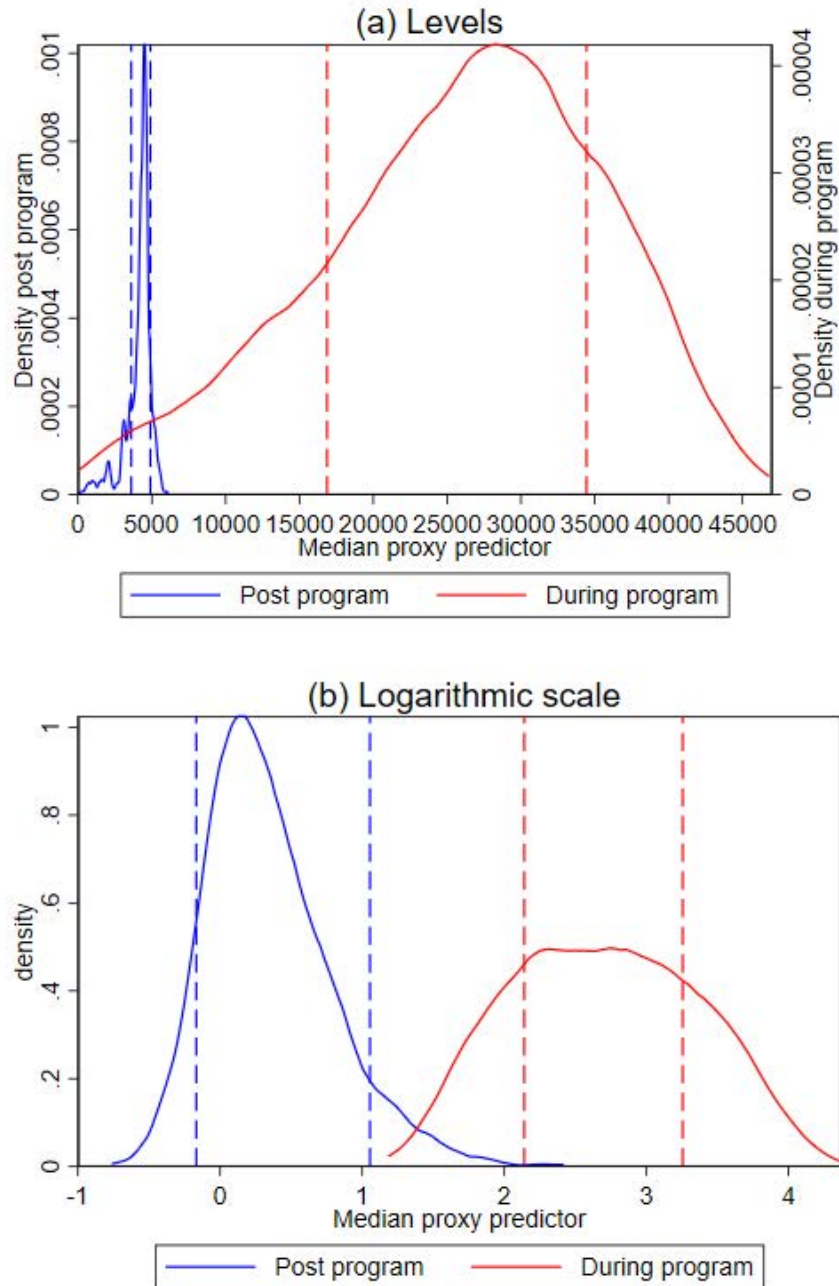 (a) Levels
Density post program
0 .0002 .0004 .0006 .0008 .001
Density during program
0 .00001 .00002 .00003 .00004
0 5000 10000 15000 20000 25000 30000 35000 40000 45000
Median proxy predictor
Post program During program
(b) Logarithmic scale
density
0 .2 .4 .6 .8 1
-1 0 1 2 3 4
Median proxy predictor
Post program During program